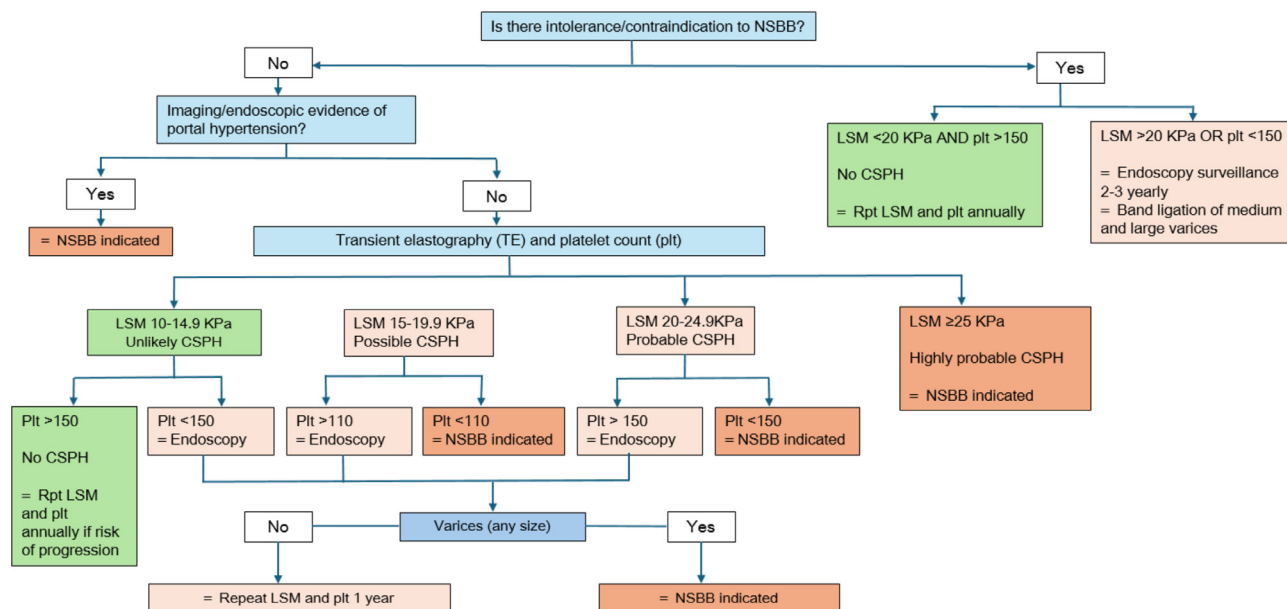 Is there intolerance/contraindication to NSBB?
No
Yes
Imaging/endoscopic evidence of
portal hypertension?
LSM <20 KPa AND plt >150
No CSPH
= Rpt LSM and plt annually
LSM >20 KPa OR plt <150
= Endoscopy surveillance
2-3 yearly
= Band ligation of medium
and large varices
Yes
No
= NSBB indicated
Transient elastography (TE) and platelet count (plt)
LSM 10-14.9 KPa
Unlikely CSPH
LSM 15-19.9 KPa
Possible CSPH
LSM 20-24.9KPa
Probable CSPH
LSM ≥25 KPa
Highly probable CSPH
= NSBB indicated
Plt >150
No CSPH
= Rpt LSM
and plt
annually if risk
of progression
Plt <150
= Endoscopy
Plt >110
= Endoscopy
Plt <110
= NSBB indicated
Plt > 150
= Endoscopy
Plt <150
= NSBB indicated
No
Varices (any size)
Yes
= Repeat LSM and plt 1 year
= NSBB indicated